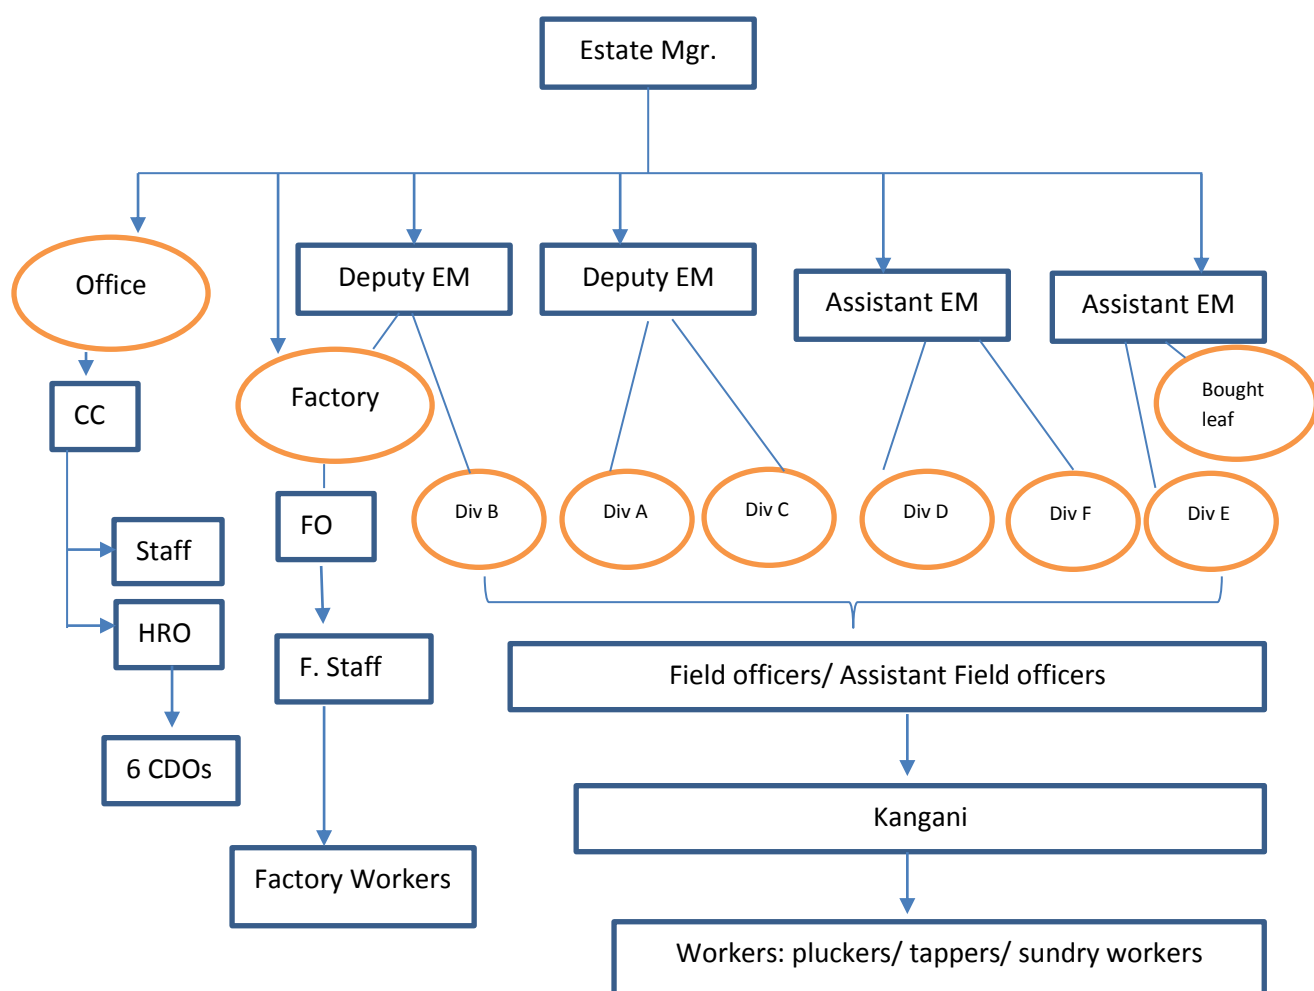 Estate Mgr.
Office
Deputy EM
Deputy EM
Assistant EM
Assistant EM
Factory
Bought
leaf
CC
Div B
Div A
Div C
Div D
Div F
Div E
FO
Staff
HRO
F. Staff
Field officers/ Assistant Field officers
6 CDOs
Kangani
Factory Workers
Workers: pluckers/ tappers/ sundry workers